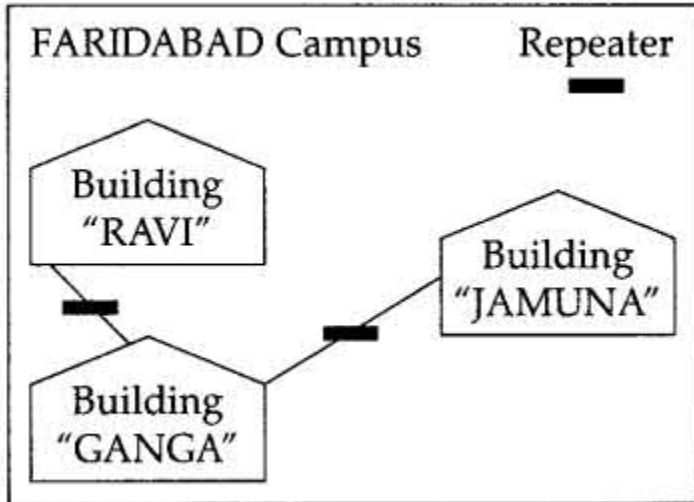 FARIDABAD Campus
Repeater
Building
"RAVI"
Building
"JAMUNA"
Building
"GANGA"